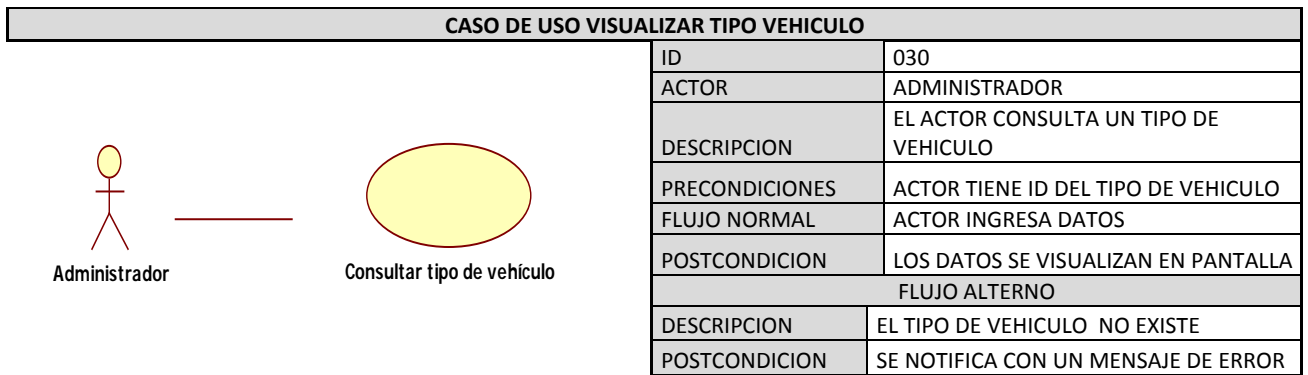 CASO DE USO VISUALIZAR TIPO VEHICULO
ID 030
ACTOR ADMINISTRADOR
DESCRIPCION EL ACTOR CONSULTA UN TIPO DE
VEHICULO
PRECONDICIONES ACTOR TIENE ID DEL TIPO DE VEHICULO
FLUJO NORMAL ACTOR INGRESA DATOS
POSTCONDICION LOS DATOS SE VISUALIZAN EN PANTALLA
FLUJO ALTERNO
DESCRIPCION EL TIPO DE VEHICULO NO EXISTE
POSTCONDICION SE NOTIFICA CON UN MENSAJE DE ERROR
Administrador
Consultar tipo de vehículo